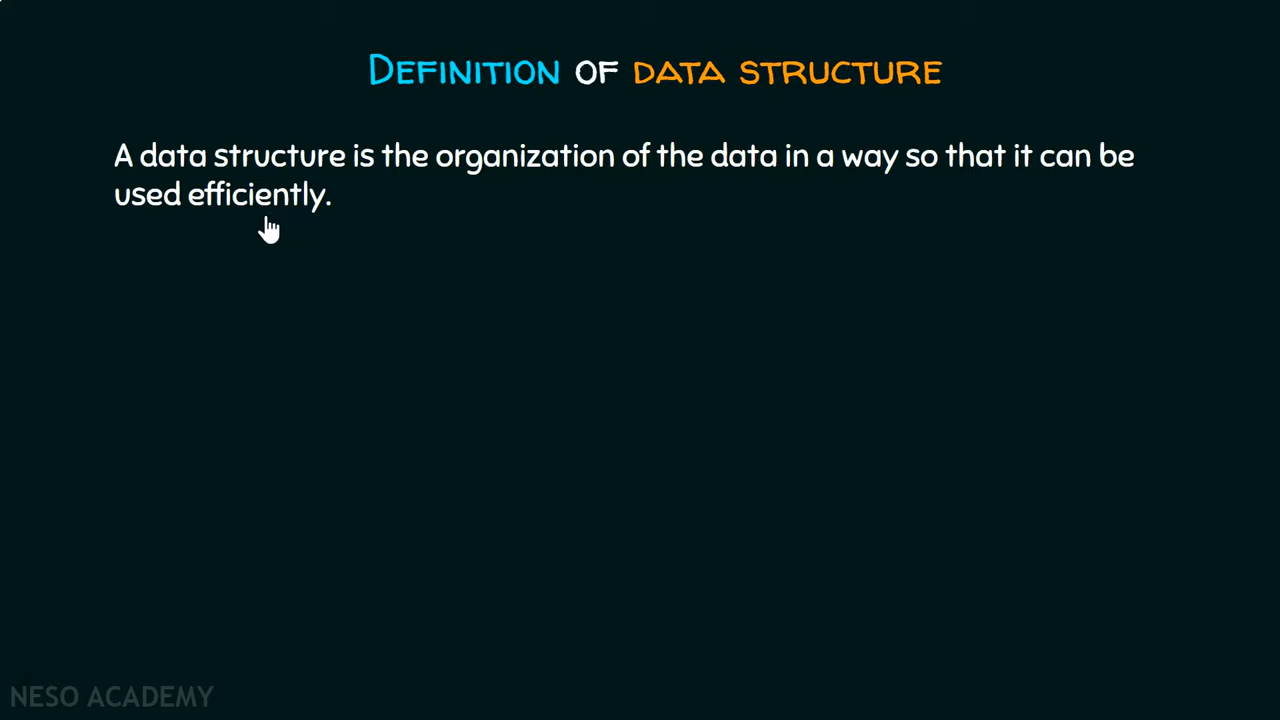 DEFINITION OF DATA STRUCTURE
A data structure is the organization of the data in a way so that it can be
used efficiently.
NESO ACADEMY